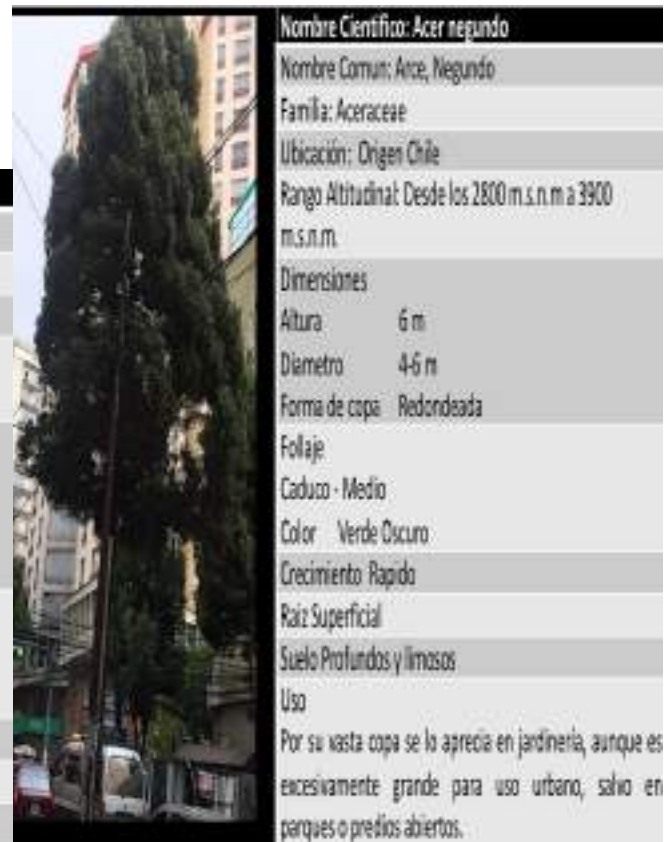 Nombre Científico: Acer negundo
Nombre Comun: Arce, Negundo
Familia: Aceraceae
Ubicación: Origen Chile
Rango Altitudinal: Desde los 2800 m.s.n.m a 3900
m.s.n.m.
Dimensiones
Altura 6 m
Diametro 4-6 m
Forma de copa Redondeada
Follaje
Caduco - Medio
Color Verde Oscuro
Crecimiento Rapido
Raiz Superficial
Suelo Profundos y limosos
Uso
Por su vasta copa se lo aprecia en jardinería, aunque es
excesivamente grande para uso urbano, salvo en
parques o predios abiertos.